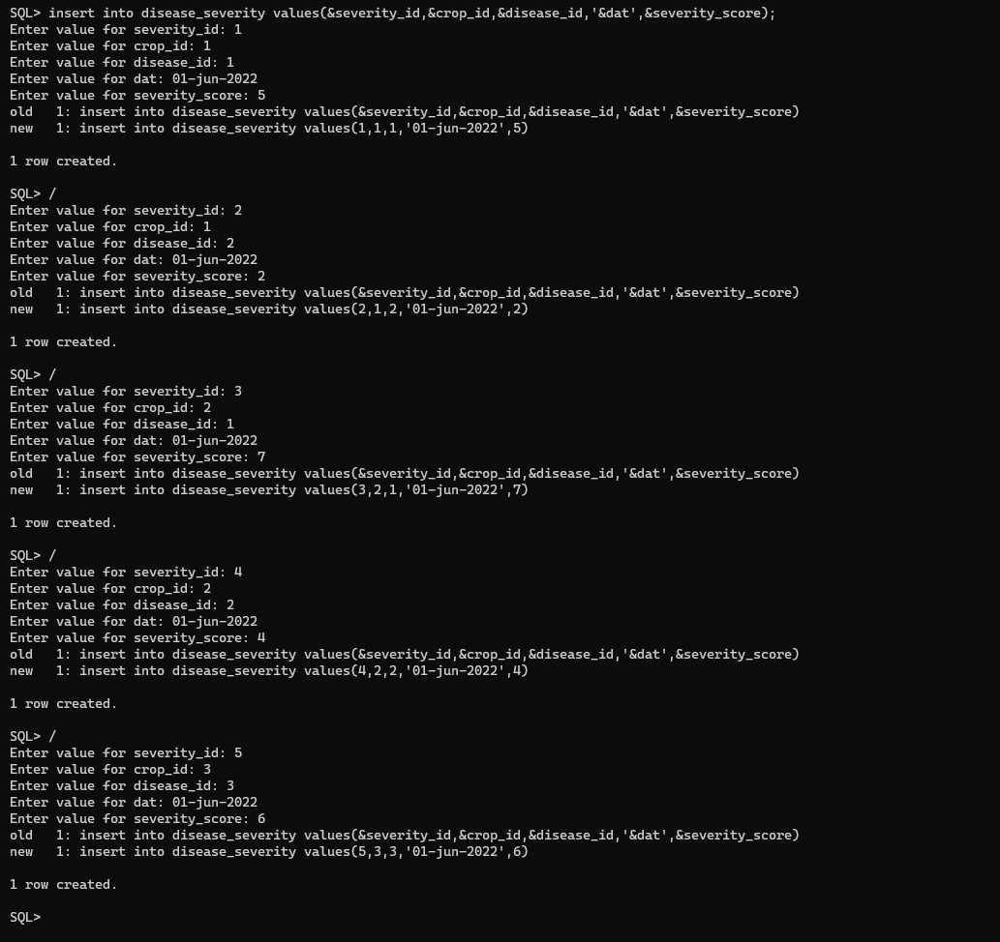 SQL> insert into disease_severity values(&severity_id,&crop_id,&disease_id,'&dat',&severity_score);
Enter value for severity_id: 1
Enter value for crop_id: 1
Enter value for disease_id: 1
Enter value for dat: 01-jun-2022
Enter value for severity_score: 5
old   1: insert into disease_severity values(&severity_id,&crop_id,&disease_id,'&dat',&severity_score)
new   1: insert into disease_severity values(1,1,1,'01-jun-2022',5)

1 row created.

SQL> /
Enter value for severity_id: 2
Enter value for crop_id: 1
Enter value for disease_id: 2
Enter value for dat: 01-jun-2022
Enter value for severity_score: 2
old   1: insert into disease_severity values(&severity_id,&crop_id,&disease_id,'&dat',&severity_score)
new   1: insert into disease_severity values(2,1,2,'01-jun-2022',2)

1 row created.

SQL> /
Enter value for severity_id: 3
Enter value for crop_id: 2
Enter value for disease_id: 1
Enter value for dat: 01-jun-2022
Enter value for severity_score: 7
old   1: insert into disease_severity values(&severity_id,&crop_id,&disease_id,'&dat',&severity_score)
new   1: insert into disease_severity values(3,2,1,'01-jun-2022',7)

1 row created.

SQL> /
Enter value for severity_id: 4
Enter value for crop_id: 2
Enter value for disease_id: 2
Enter value for dat: 01-jun-2022
Enter value for severity_score: 4
old   1: insert into disease_severity values(&severity_id,&crop_id,&disease_id,'&dat',&severity_score)
new   1: insert into disease_severity values(4,2,2,'01-jun-2022',4)

1 row created.

SQL> /
Enter value for severity_id: 5
Enter value for crop_id: 3
Enter value for disease_id: 3
Enter value for dat: 01-jun-2022
Enter value for severity_score: 6
old   1: insert into disease_severity values(&severity_id,&crop_id,&disease_id,'&dat',&severity_score)
new   1: insert into disease_severity values(5,3,3,'01-jun-2022',6)

1 row created.

SQL>